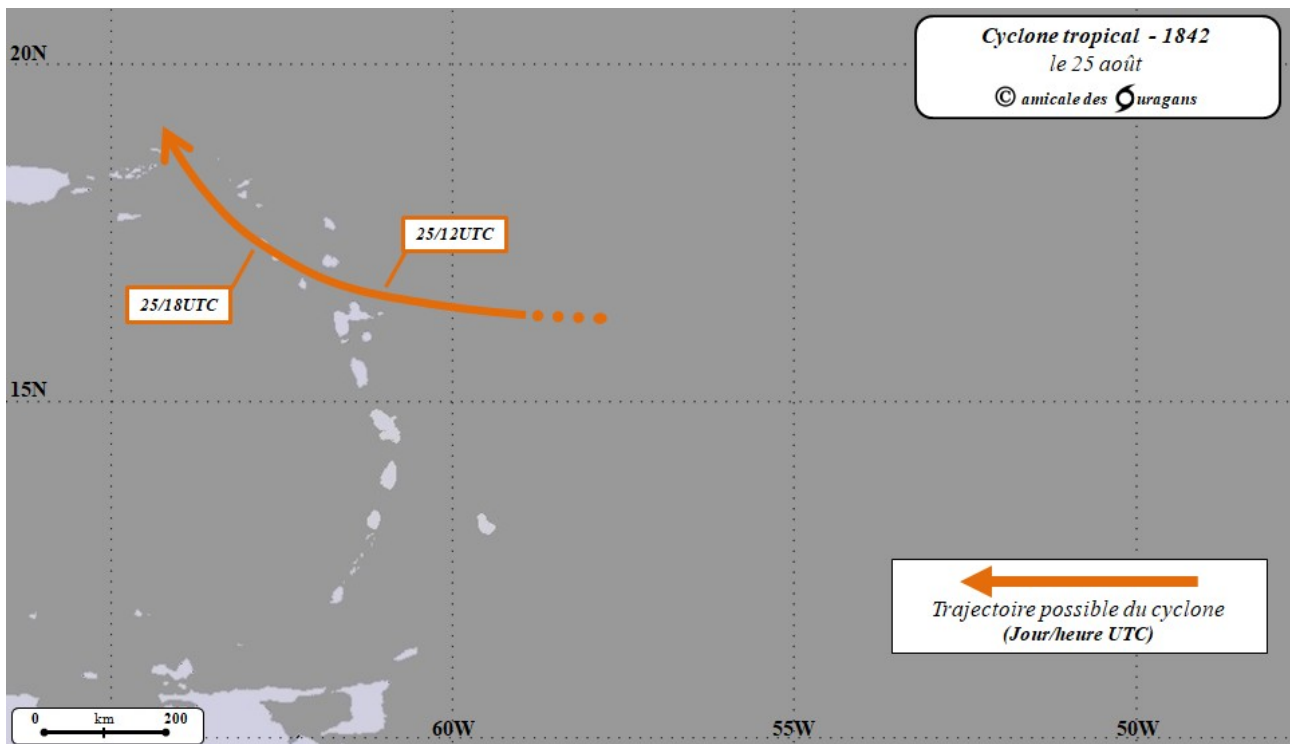 20N
Cyclone tropical - 1842
le 25 août
© amicale des Ouragans
25/12UTC
25/18UTC
15N
Trajectoire possible du cyclone
(Jour/heure UTC)
0 km 200
60W 55W 50W